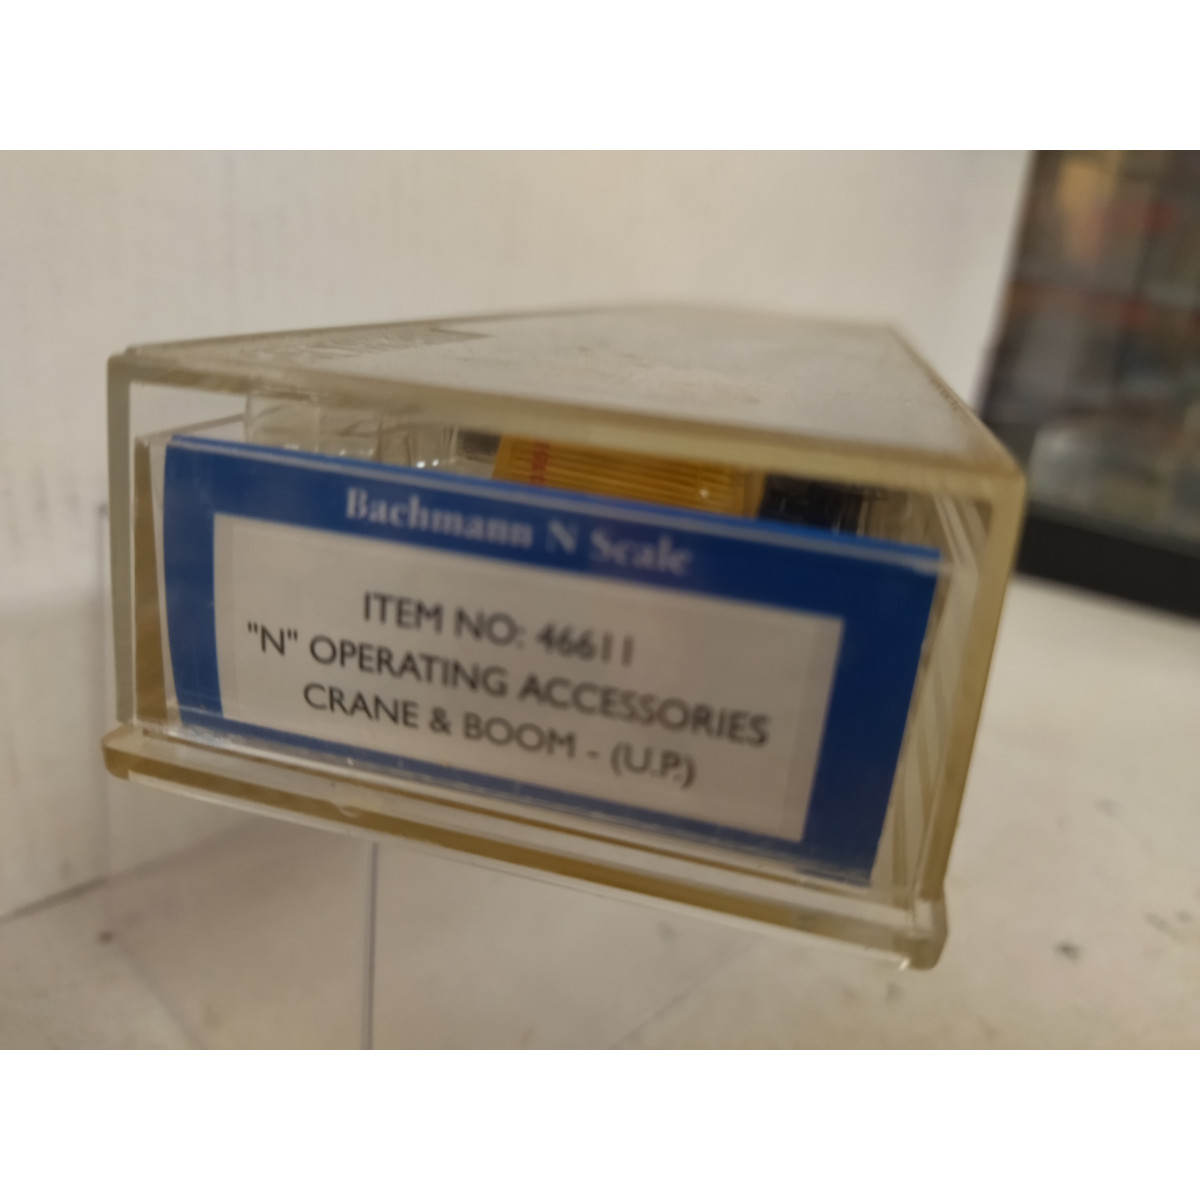 Bachmann N Scale
ITEM NO: 46611
"N" OPERATING ACCESSORIES
CRANE & BOOM - (U.P.)